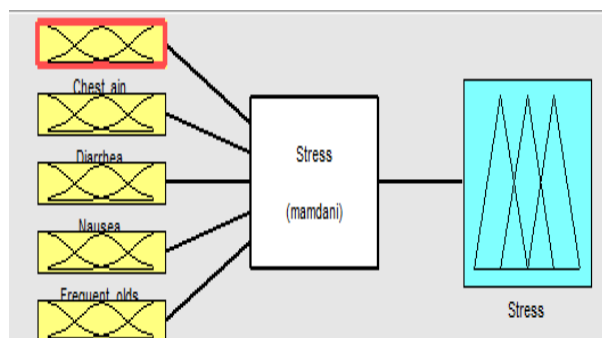 Chest ain
Diarrhea
Nausea
Frequent olds
Stress
(mamdani)
Stress